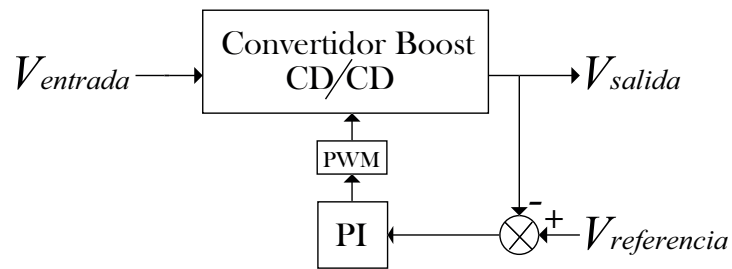 Convertidor Boost
CD/CD
Ventrada
Vsalida
PWM
PI
- +
Vreferencia